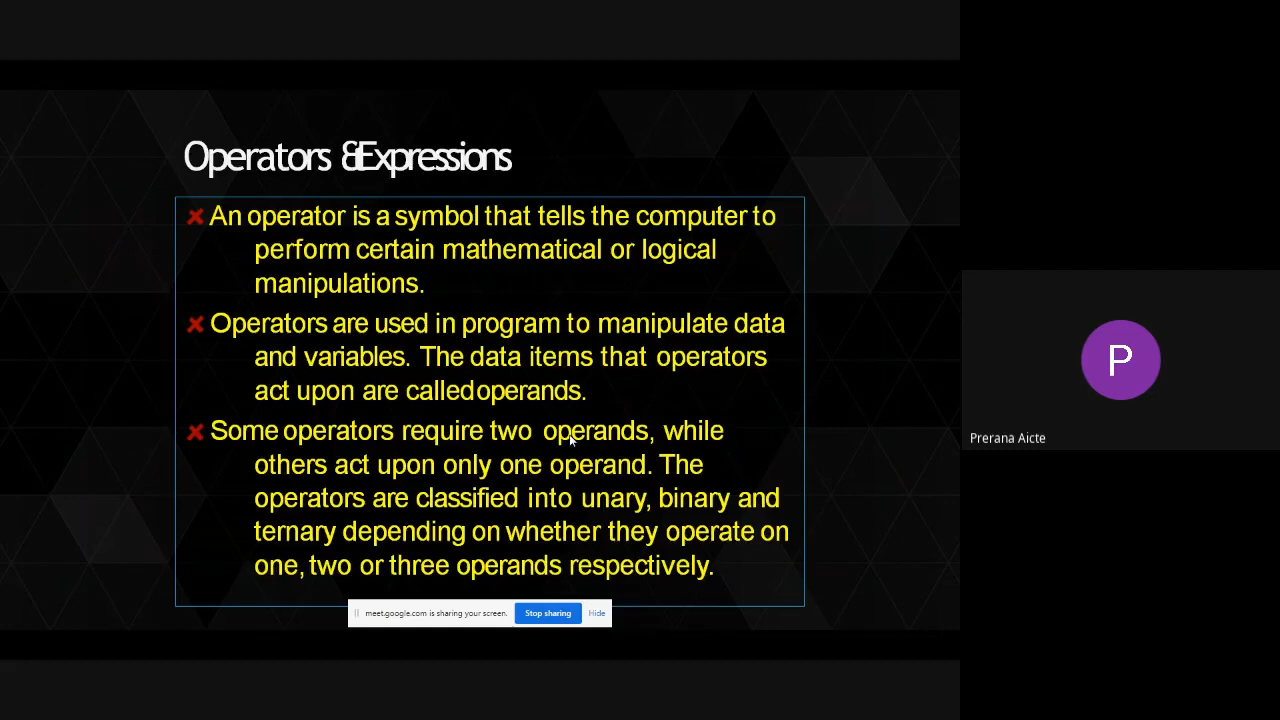 Operators & Expressions
An operator is a symbol that tells the computer to
perform certain mathematical or logical
manipulations.
Operators are used in program to manipulate data
and variables. The data items that operators
act upon are called operands.
Some operators require two operands, while
others act upon only one operand. The
operators are classified into unary, binary and
ternary depending on whether they operate on
one, two or three operands respectively.
meet.google.com is sharing your screen. Stop sharing Hide
P
Prerana Aicte